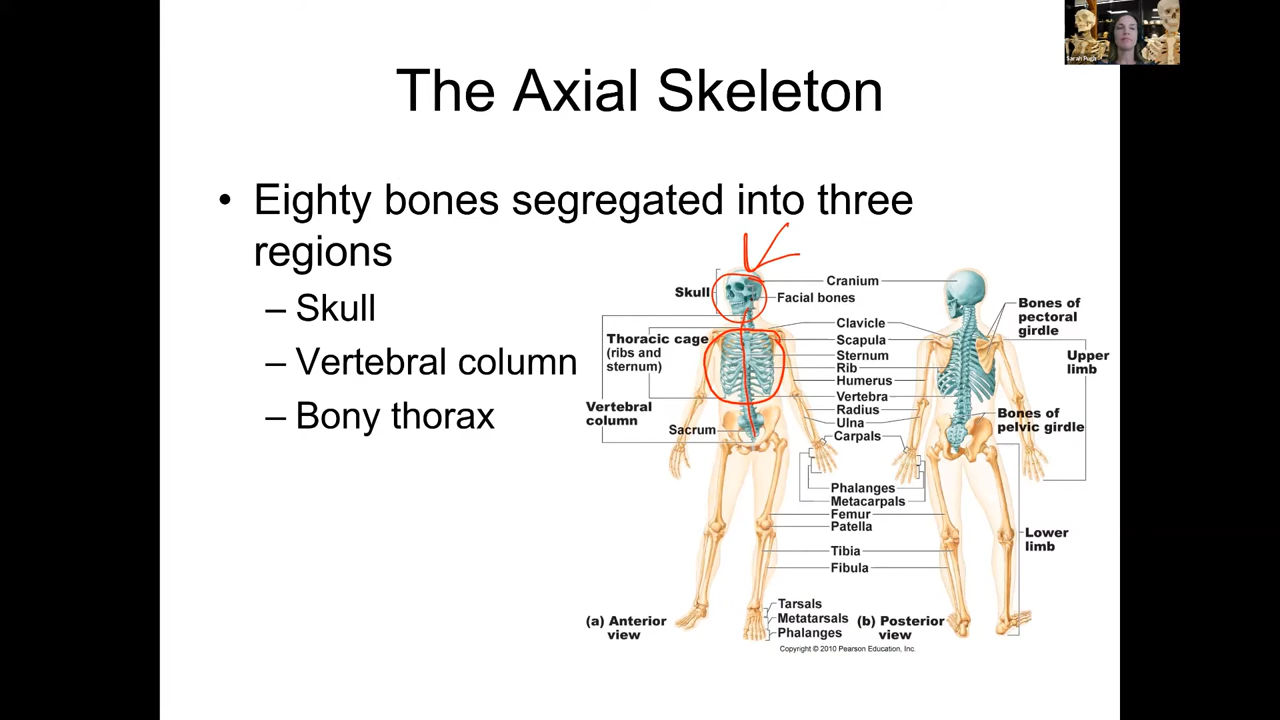 Sarah Pugh
The Axial Skeleton
• Eighty bones segregated into three
regions
– Skull
– Vertebral column
– Bony thorax
Skull
Thoracic cage
(ribs and
sternum)
Vertebral
column
Sacrum
Cranium
Facial bones
Clavicle
Scapula
Sternum
Rib
Humerus
Vertebra
Radius
Ulna
Carpals
Phalanges
Metacarpals
Femur
Patella
Tibia
Fibula
Tarsals
Metatarsals
Phalanges
Bones of
pectoral
girdle
Upper
limb
Bones of
pelvic girdle
Lower
limb
(a) Anterior
view
(b) Posterior
view
Copyright © 2010 Pearson Education, Inc.